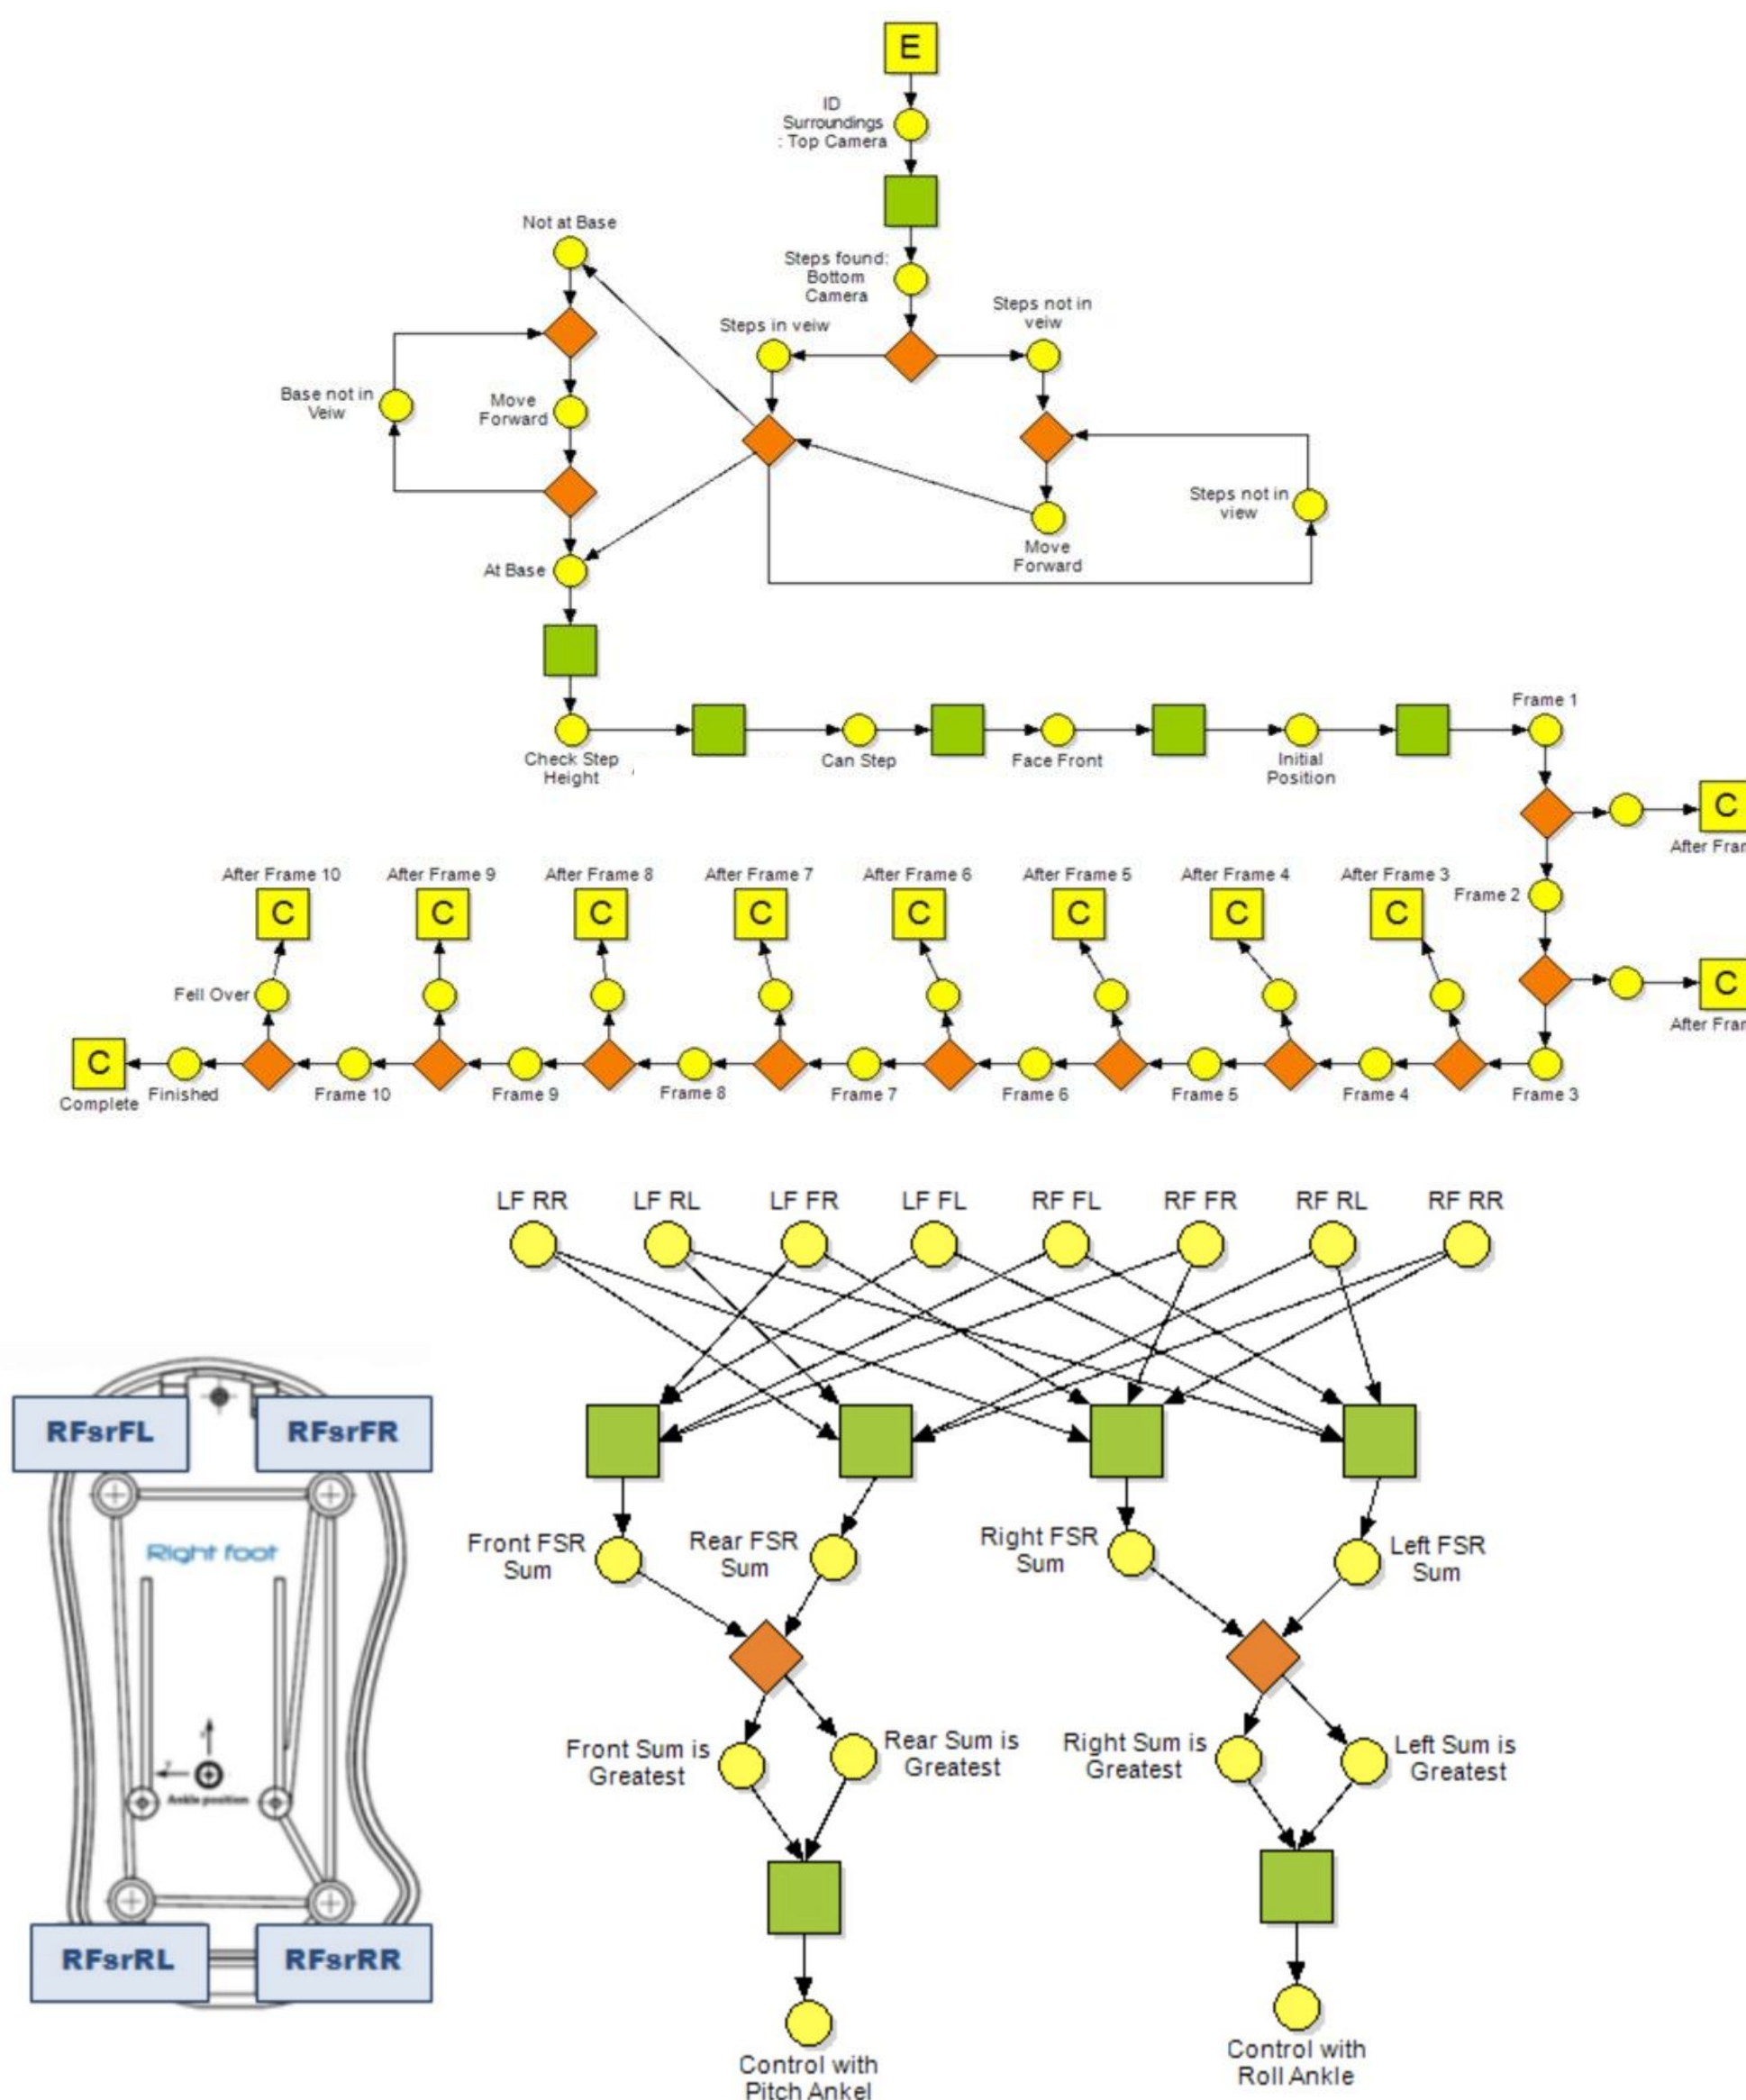 E
ID
Surroundings
: Top Camera
Not at Base
Steps found:
Bottom
Camera
Steps in veiw
Steps not in
veiw
Base not in
Veiw
Move
Forward
Steps not in
view
Move
Forward
At Base
Frame 1
Check Step
Height
Can Step
Face Front
Initial
Position
C
After Fram
After Frame 10
After Frame 9
After Frame 8
After Frame 7
After Frame 6
After Frame 5
After Frame 4
After Frame 3
Frame 2
C
C
C
C
C
C
C
C
Fell Over
C
After Fram
C
Complete
Finished
Frame 10
Frame 9
Frame 8
Frame 7
Frame 6
Frame 5
Frame 4
Frame 3
LF RR
LF RL
LF FR
LF FL
RF FL
RF FR
RF RL
RF RR
RFsrFL
RFsrFR
Right foot
Ankle position
RFsrRL
RFsrRR
Front FSR
Sum
Rear FSR
Sum
Right FSR
Sum
Left FSR
Sum
Front Sum is
Greatest
Rear Sum is
Greatest
Right Sum is
Greatest
Left Sum is
Greatest
Control with
Pitch Ankel
Control with
Roll Ankle